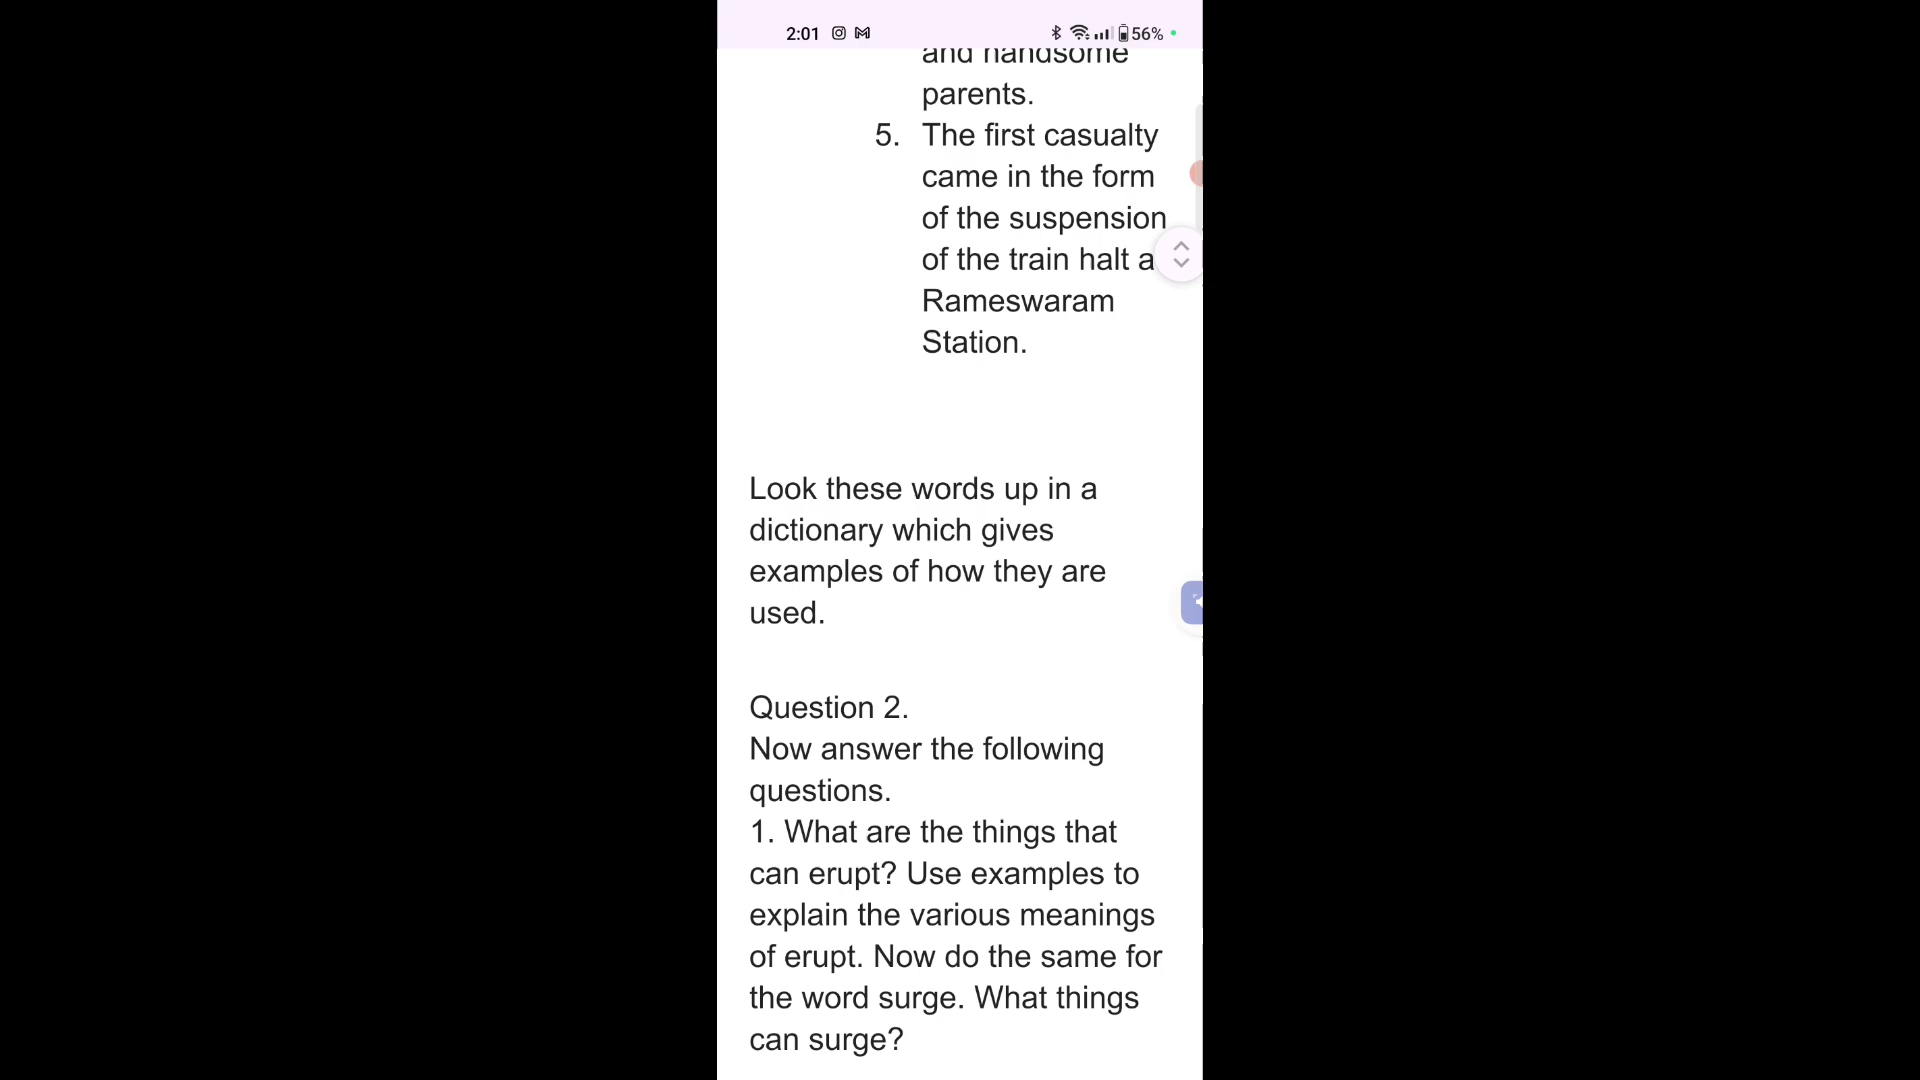 2:01
56%
and handsome
parents.
5. The first casualty
came in the form
of the suspension
of the train halt a
Rameswaram
Station.
Look these words up in a
dictionary which gives
examples of how they are
used.
Question 2.
Now answer the following
questions.
1. What are the things that
can erupt? Use examples to
explain the various meanings
of erupt. Now do the same for
the word surge. What things
can surge?